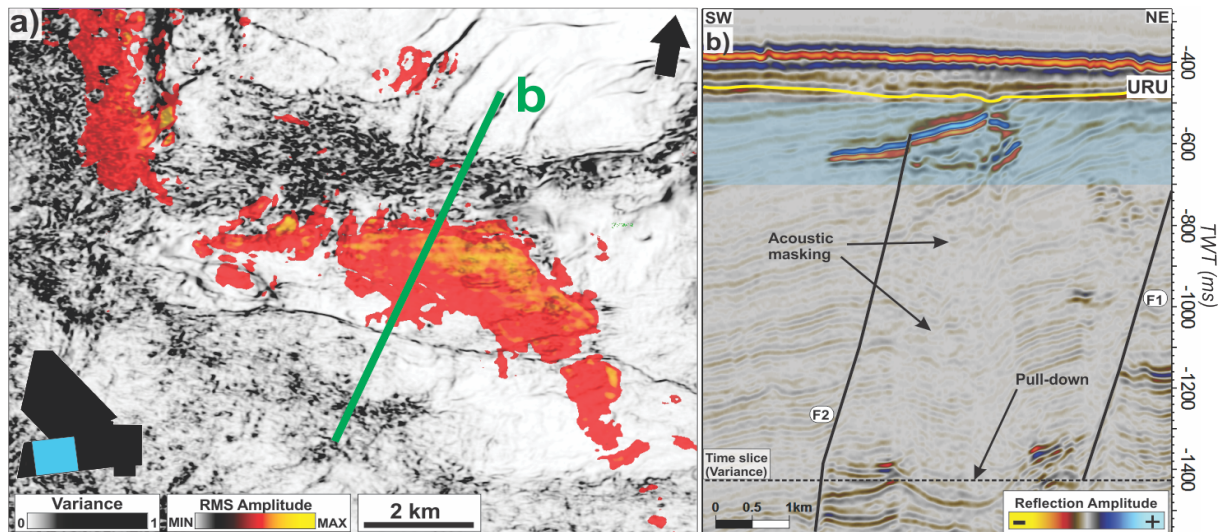 a)
b
Variance
0
1
RMS Amplitude
MIN
MAX
2 km
SW
NE
b)
URU
-400
-600
-800
-1000
-1200
-1400
TWT (ms)
Acoustic
masking
F1
Pull-down
F2
Time slice
(Variance)
0 0.5 1km
Reflection Amplitude
- +